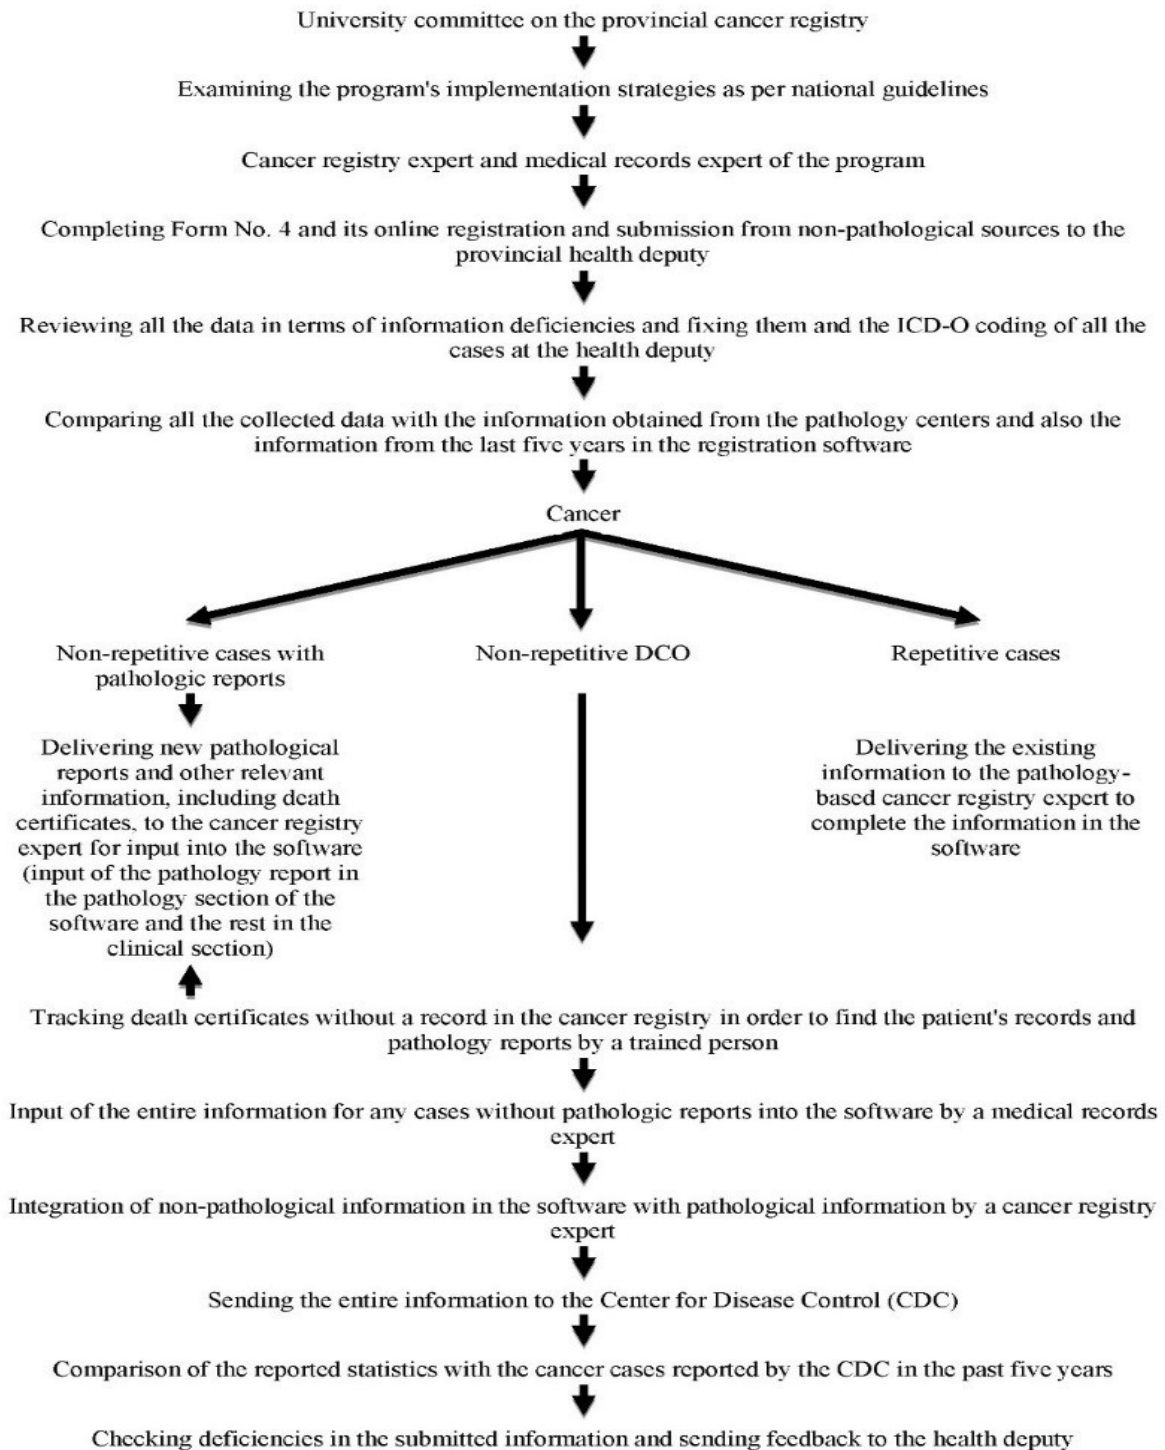 University committee on the provincial cancer registry
Examining the program's implementation strategies as per national guidelines
Cancer registry expert and medical records expert of the program
Completing Form No. 4 and its online registration and submission from non-pathological sources to the
provincial health deputy
Reviewing all the data in terms of information deficiencies and fixing them and the ICD-O coding of all the
cases at the health deputy
Comparing all the collected data with the information obtained from the pathology centers and also the
information from the last five years in the registration software
Cancer
Non-repetitive cases with
pathologic reports
Non-repetitive DCO
Repetitive cases
Delivering new pathological
reports and other relevant
information, including death
certificates, to the cancer registry
expert for input into the software
(input of the pathology report in
the pathology section of the
software and the rest in the
clinical section)
Delivering the existing
information to the pathology-
based cancer registry expert to
complete the information in the
software
Tracking death certificates without a record in the cancer registry in order to find the patient's records and
pathology reports by a trained person
Input of the entire information for any cases without pathologic reports into the software by a medical records
expert
Integration of non-pathological information in the software with pathological information by a cancer registry
expert
Sending the entire information to the Center for Disease Control (CDC)
Comparison of the reported statistics with the cancer cases reported by the CDC in the past five years
Checking deficiencies in the submitted information and sending feedback to the health deputy